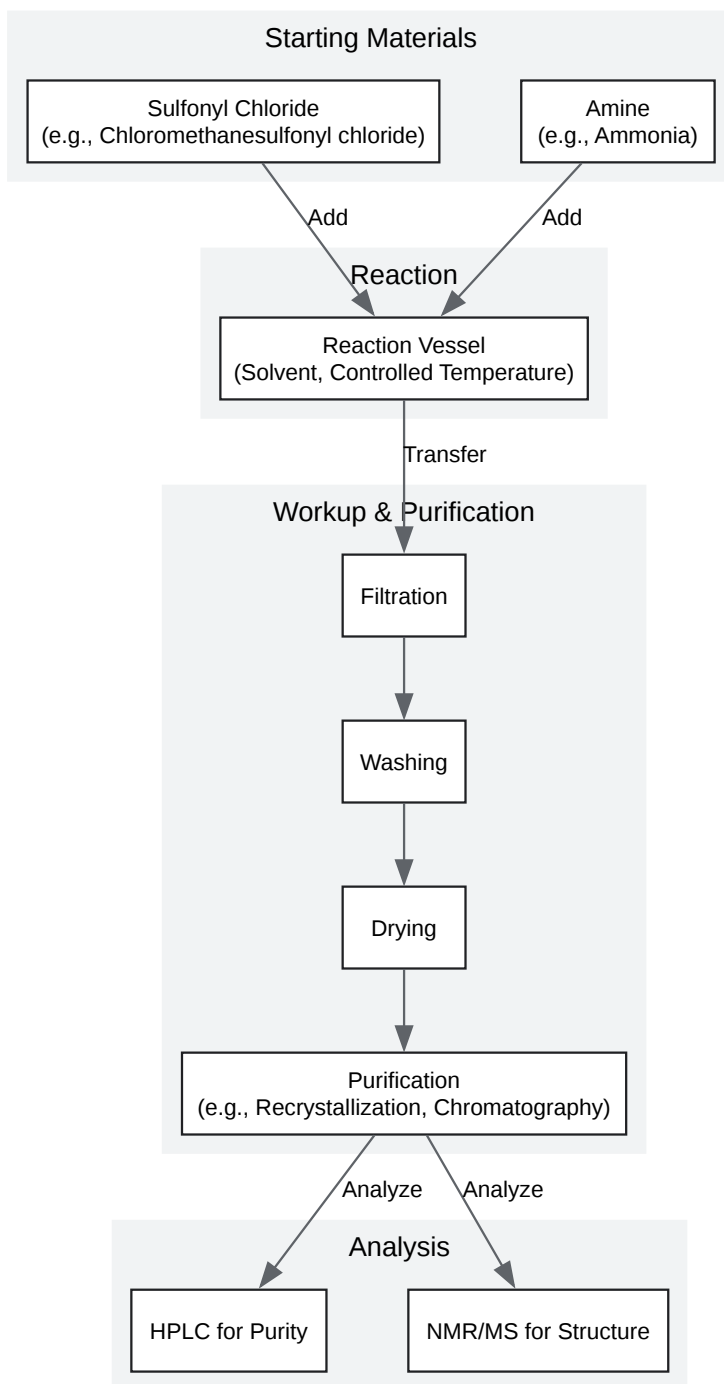 Starting Materials
Sulfonyl Chloride
(e.g., Chloromethanesulfonyl chloride)
Amine
(e.g., Ammonia)
Add
Add
Reaction
Reaction Vessel
(Solvent, Controlled Temperature)
Transfer
Workup & Purification
Filtration
Washing
Drying
Purification
(e.g., Recrystallization, Chromatography)
Analyze
Analyze
Analysis
HPLC for Purity
NMR/MS for Structure